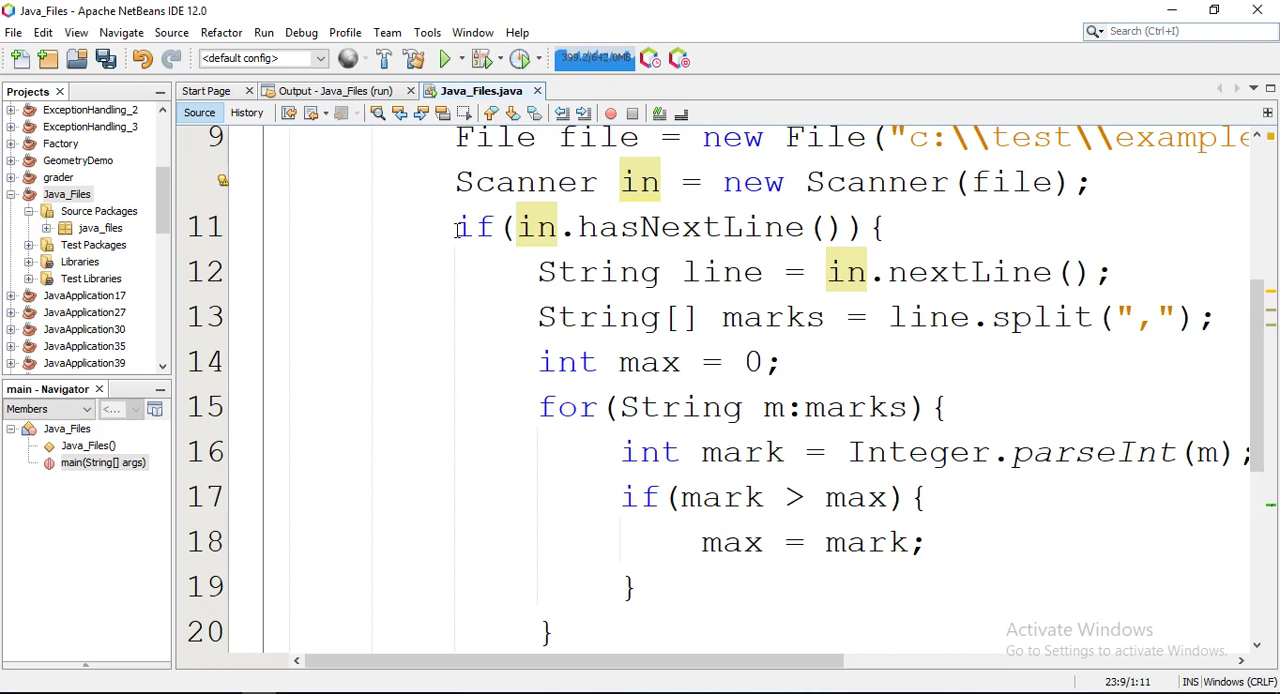 Java_Files - Apache NetBeans IDE 12.0
File Edit View Navigate Source Refactor Run Debug Profile Team Tools Window Help
Search (Ctrl+I)
<default config>
399.2/642.0MB
Projects
Start Page
Output - Java_Files (run)
Java_Files.java
Source History
ExceptionHandling_2
ExceptionHandling_3
Factory
GeometryDemo
grader
Java_Files
Source Packages
java_files
Test Packages
Libraries
Test Libraries
JavaApplication17
JavaApplication27
JavaApplication30
JavaApplication35
JavaApplication39
main - Navigator
Members
<...
Java_Files
Java_Files()
main(String[] args)
9 File file = new File("c:\\test\\example
Scanner in = new Scanner(file);
11 if(in.hasNextLine()){
12 String line = in.nextLine();
13 String[] marks = line.split(",");
14 int max = 0;
15 for(String m:marks){
16 int mark = Integer.parseInt(m);
17 if(mark > max){
18 max = mark;
19 }
20 }
Activate Windows
Go to Settings to activate Windows.
23:9/1:11 INS Windows (CRLF)